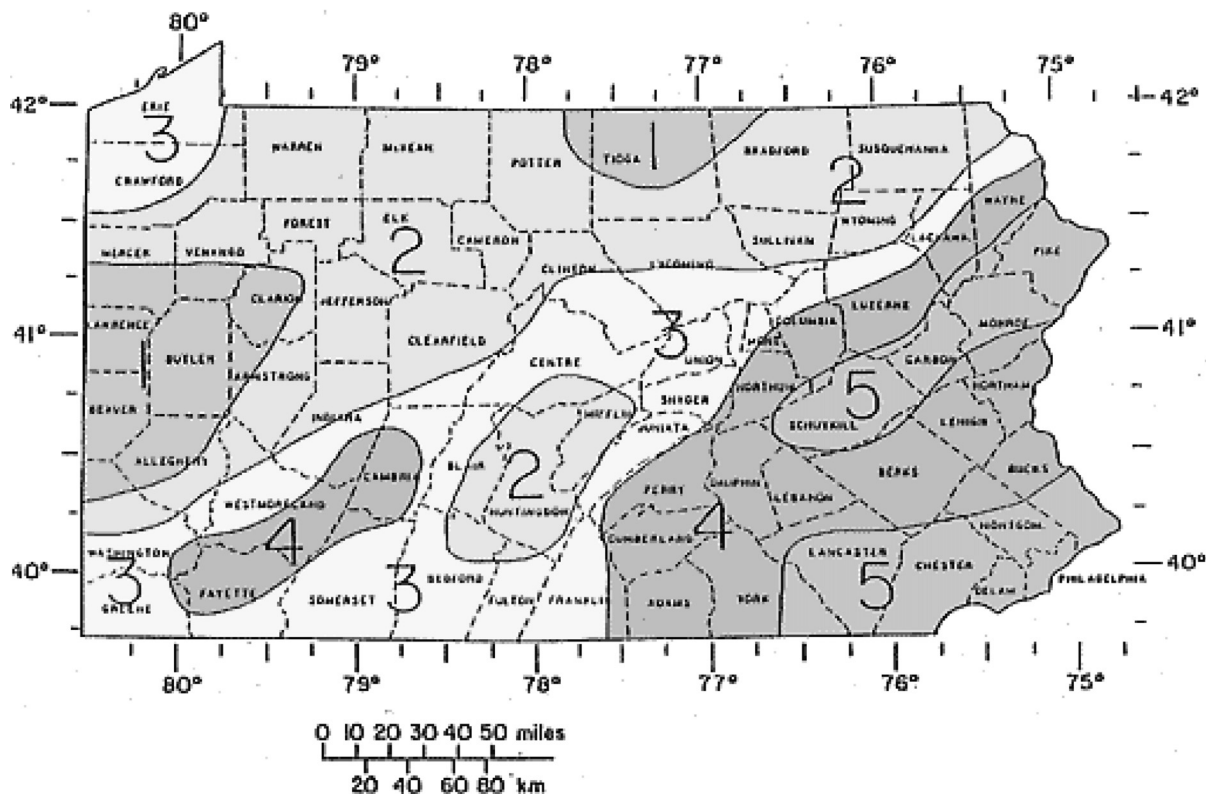 80°
79° 78° 77° 76° 75°
42° 42°
ERIE
3
CRAWFORD
WARREN
McKEAN
POTTER
TIOGA
1
BRADFORD
SUSQUEHANNA
2
WYOMING
WAYNE
PIKE
MERCER
VENANGO
FOREST
ELK
2
CAMERON
CLINTON
LYCOMING
SULLIVAN
LACKAWA.
LAWRENCE
CLARION
JEFFERSON
CLEARFIELD
LUZERNE
MONROE
41° 41°
1
BUTLER
CENTRE
3
UNION
MONT.
COLUMBIA
CARBON
ARMSTRONG
SNYDER
NORTHUM.
5
NORTHAM.
BEAVER
INDIANA
MIFFLIN
JUNIATA
SCHUYKILL
LEHIGH
ALLEGHENY
CAMBRIA
BLAIR
2
HUNTINGDON
PERRY
DAUPHIN
LEBANON
BERKS
BUCKS
WESTMORELAND
4
CUMBERLAND
4
LANCASTER
MONTGOM.
WASHINGTON
3
BEDFORD
5
CHESTER
40° 40°
GREENE
FAYETTE
SOMERSET
3
FULTON
FRANKLIN
ADAMS
YORK
DELAW.
PHILADELPHIA
80° 79° 78° 77° 76° 75°
0 10 20 30 40 50 miles
20 40 60 80 km